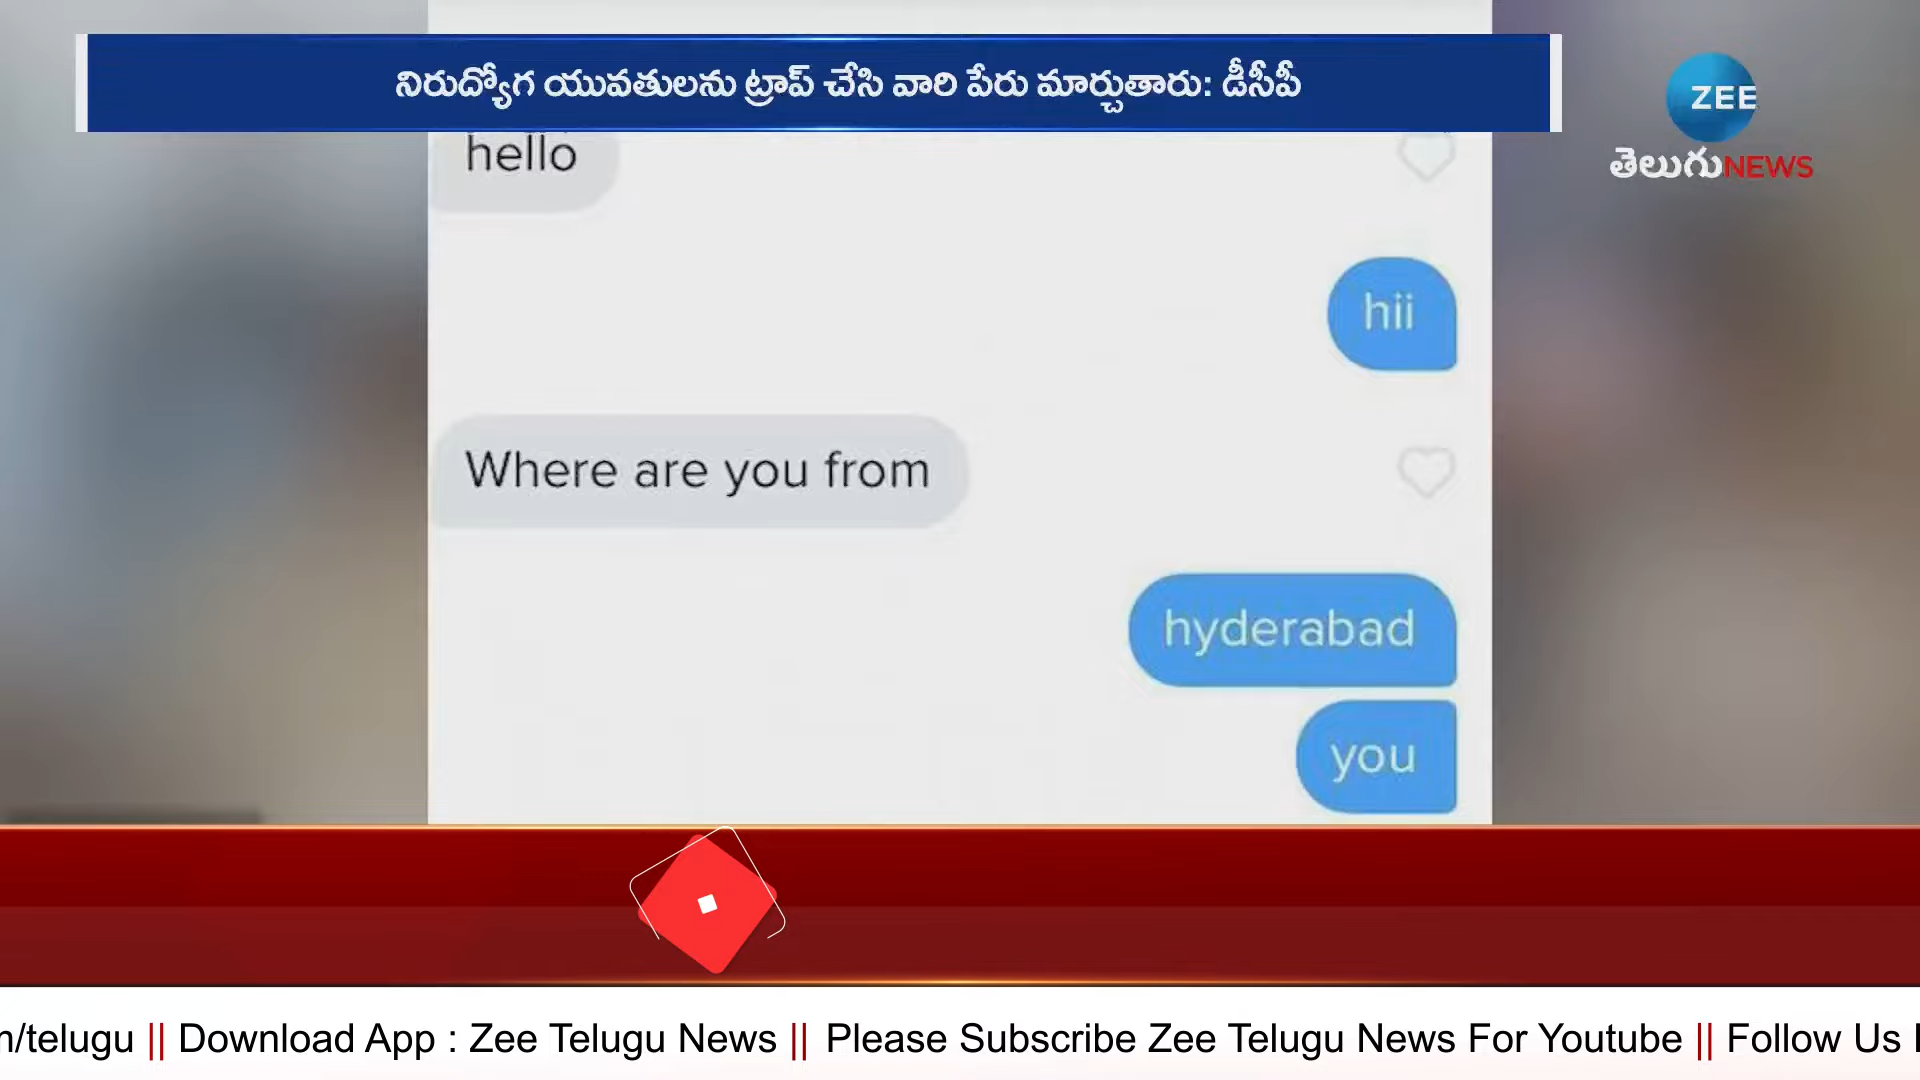 నిరుద్యోగ యువతులను ట్రాప్ చేసి వారి పేరు మార్చుతారు: డీసీపీ
ZEE
తెలుగు NEWS
hello
hii
Where are you from
hyderabad
you
n/telugu || Download App : Zee Telugu News || Please Subscribe Zee Telugu News For Youtube || Follow Us